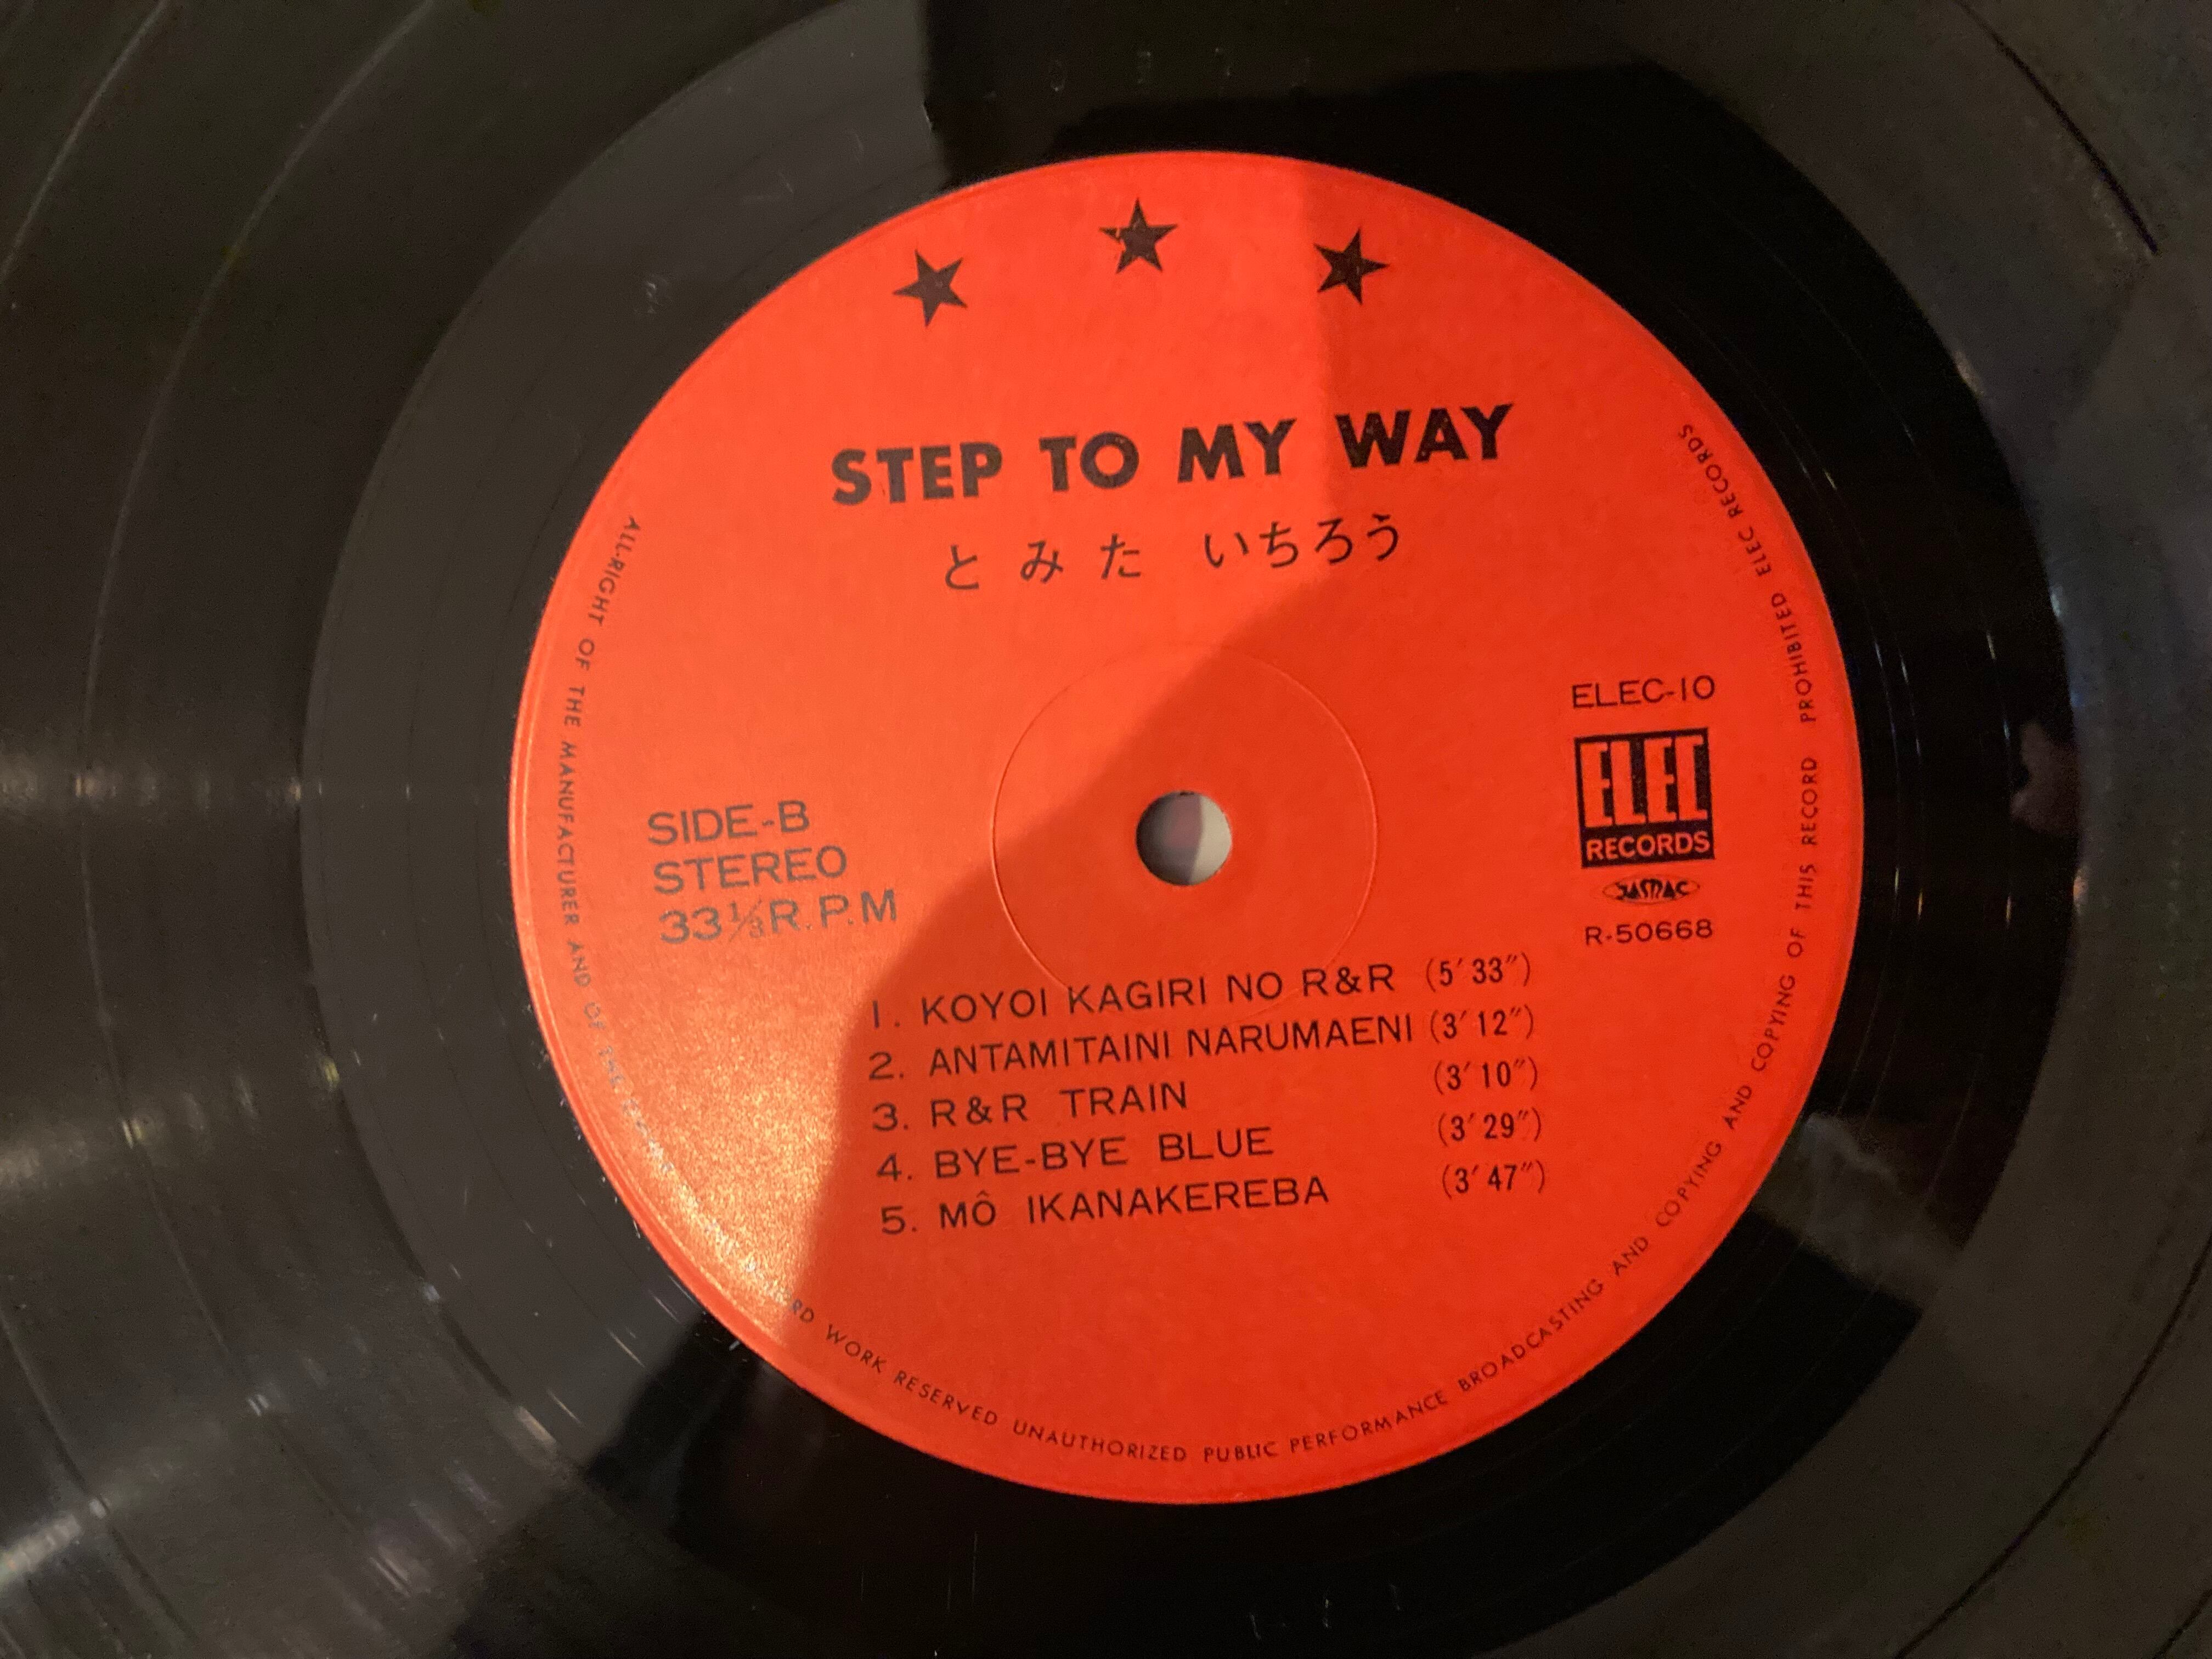 STEP TO MY WAY
とみた いちろう
ELEC-10
ELEC
RECORDS
JASRAC
R-50668
SIDE-B
STEREO
33⅓R.P.M
1. KOYOI KAGIRI NO R&R (5′33″)
2. ANTAMITAINI NARUMAENI (3′12″)
3. R&R TRAIN (3′10″)
4. BYE-BYE BLUE (3′29″)
5. MÔ IKANAKEREBA (3′47″)
ALL-RIGHT OF THE MANUFACTURER AND OF THE WORK RESERVED UNAUTHORIZED PUBLIC PERFORMANCE BROADCASTING AND COPYING AND COPYING OF THIS RECORD PROHIBITED ELEC RECORDS